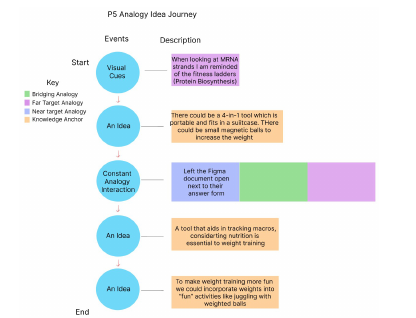 P5 Analogy Idea Journey
Events
Description
Start
Visual
Cues
When looking at MRNA
strands I am reminded
of the fitness ladders
(Protein Biosynthesis)
Key
Bridging Analogy
Far Target Analogy
Near target Analogy
Knowledge Anchor
An Idea
There could be a 4-in-1 tool which is
portable and fits in a suitcase. THere
could be small magnetic balls to
increase the weight
Constant
Analogy
Interaction
Left the Figma
document open
next to their
answer form
An Idea
A tool that aids in tracking macros,
considerting nutrition is
essential to weight training
An Idea
To make weight training more fun
we could incorporate weights into
"fun" activities like juggling with
weighted balls
End